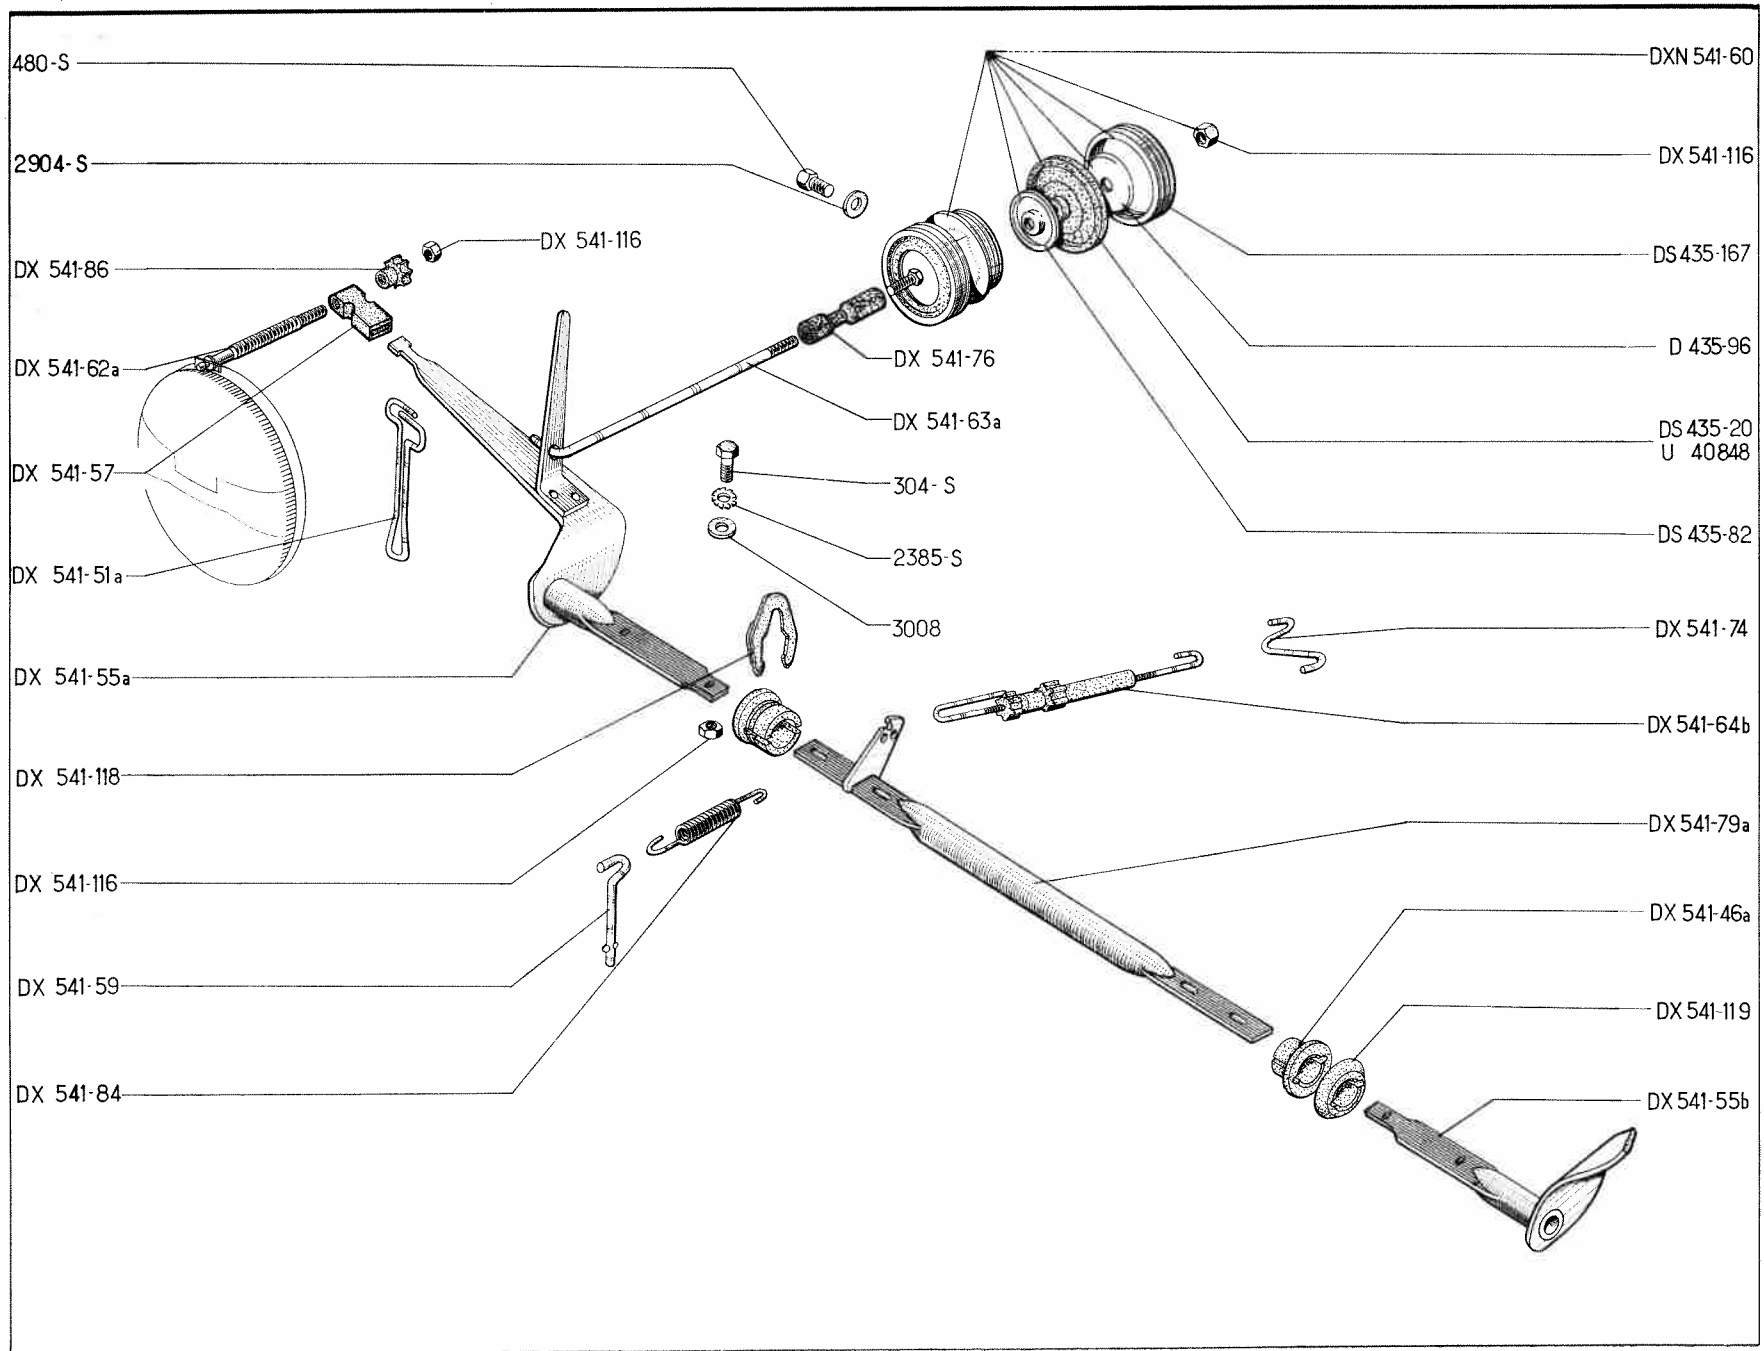 480-S
2904-S
DX 541-86
DX 541-62a
DX 541-57
DX 541-51a
DX 541-55a
DX 541-118
DX 541-116
DX 541-59
DX 541-84
DX 541-116
DX 541-76
DX 541-63a
304-S
2385-S
3008
DXN 541-60
DX 541-116
DS 435-167
D 435-96
DS 435-20
U 40848
DS 435-82
DX 541-74
DX 541-64b
DX 541-79a
DX 541-46a
DX 541-119
DX 541-55b